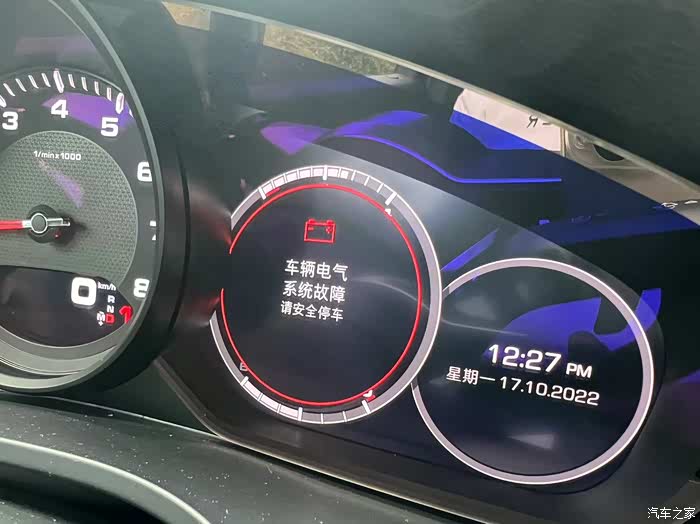 3
4
5
6
7
8
1/min x 1000
0 km/h
R
N
D
M
车辆电气
系统故障
请安全停车
12:27 PM
星期一 17.10.2022
汽车之家